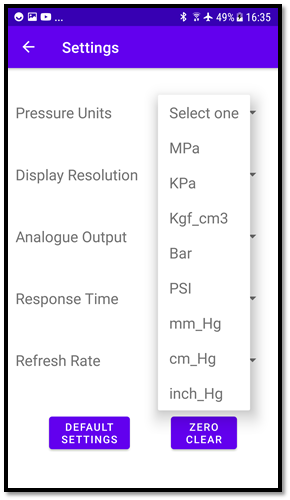 ... 49% 16:35
Settings
Pressure Units
Select one
MPa
Display Resolution
KPa
Kgf_cm3
Analogue Output
Bar
PSI
Response Time
mm_Hg
Refresh Rate
cm_Hg
inch_Hg
DEFAULT
SETTINGS
ZERO
CLEAR